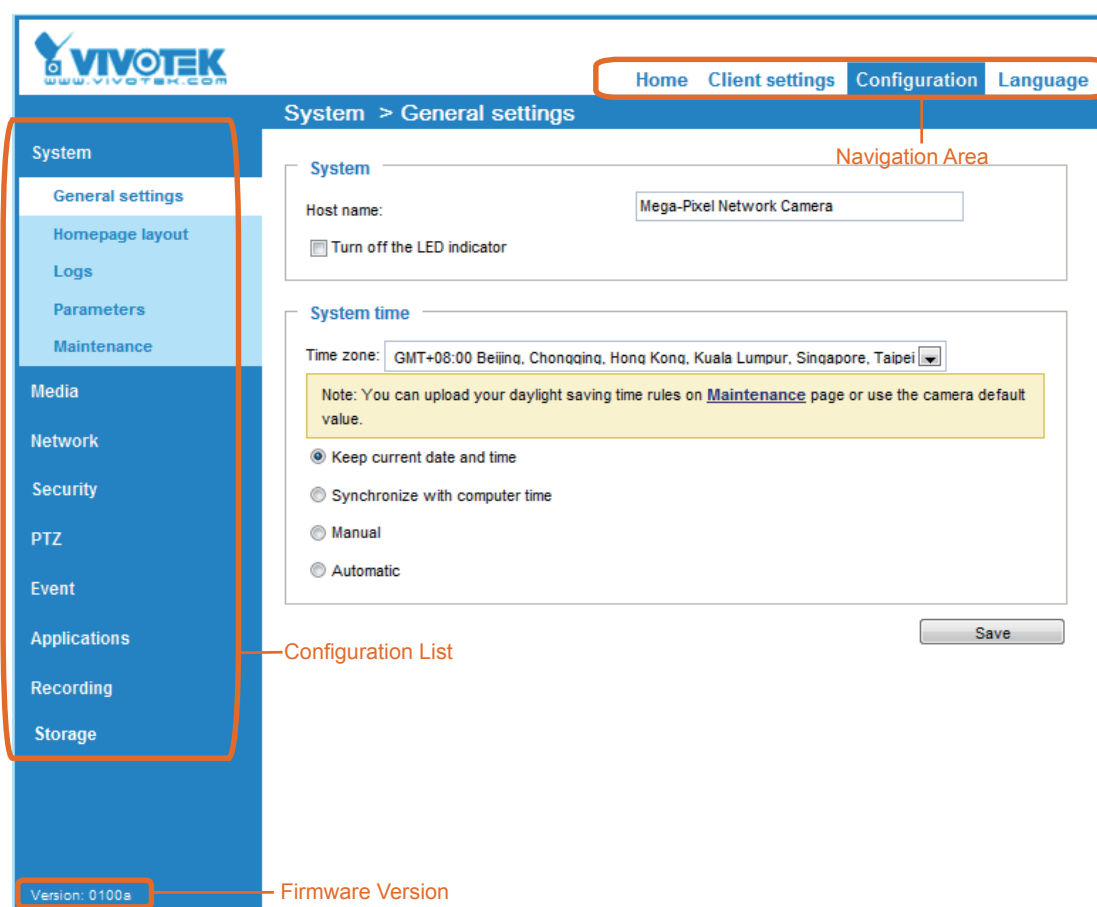 VIVOTEK
www.vivotek.com
Home Client settings Configuration Language
System > General settings
Navigation Area
System
General settings
Homepage layout
Logs
Parameters
Maintenance
Media
Network
Security
PTZ
Event
Applications
Recording
Storage
Configuration List
Version: 0100a
Firmware Version
System
Host name: Mega-Pixel Network Camera
Turn off the LED indicator
System time
Time zone: GMT+08:00 Beijing, Chongqing, Hong Kong, Kuala Lumpur, Singapore, Taipei
Note: You can upload your daylight saving time rules on Maintenance page or use the camera default
value.
Keep current date and time
Synchronize with computer time
Manual
Automatic
Save